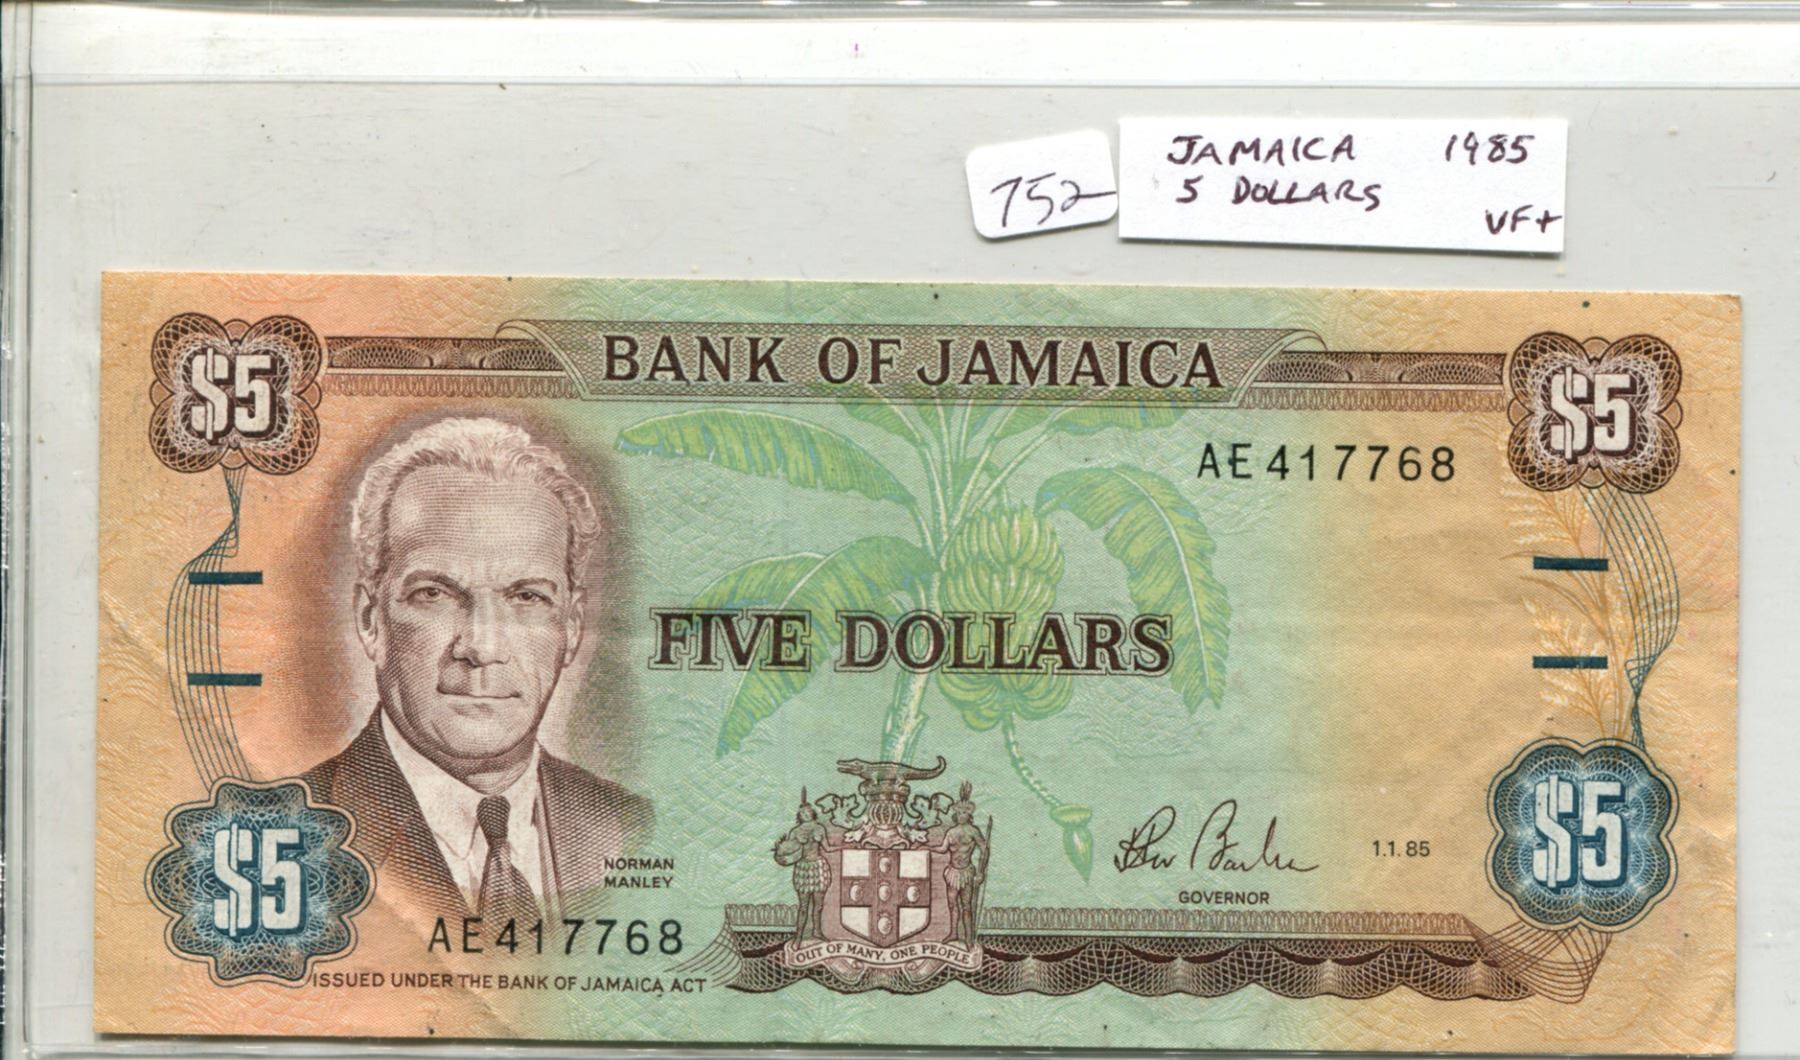 JAMAICA 1985
752 5 DOLLARS
VF+
$5 BANK OF JAMAICA $5
AE417768
FIVE DOLLARS
1.1.85
$5 $5
NORMAN
MANLEY
GOVERNOR
AE417768
OUT OF MANY, ONE PEOPLE
ISSUED UNDER THE BANK OF JAMAICA ACT